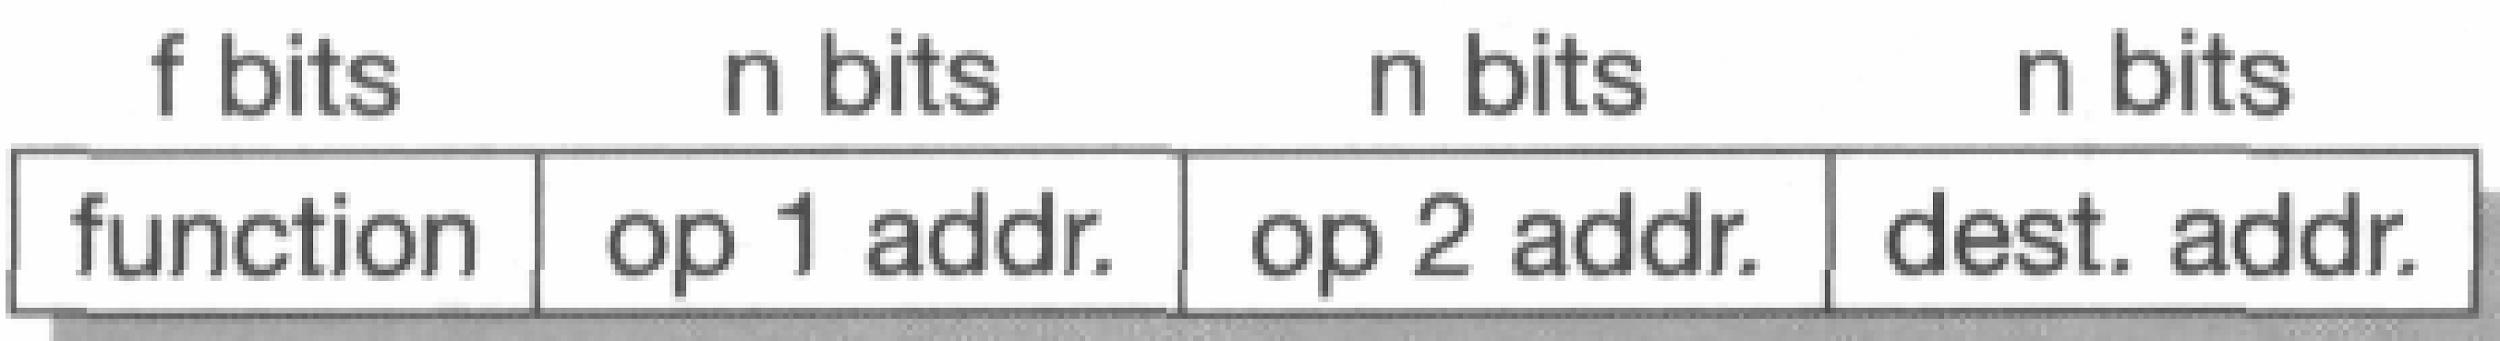 f bits n bits n bits n bits
function op 1 addr. op 2 addr. dest. addr.